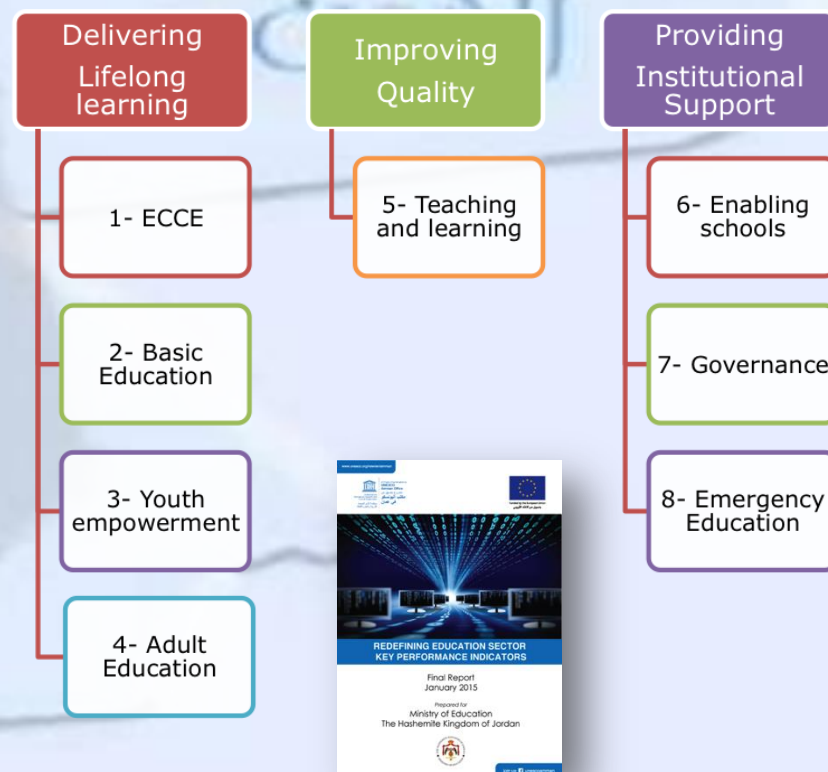 Delivering
Lifelong
learning
1- ECCE
2- Basic
Education
3- Youth
empowerment
4- Adult
Education
Improving
Quality
5- Teaching
and learning
REDEFINING EDUCATION SECTOR
KEY PERFORMANCE INDICATORS
Final Report
January 2015
Prepared for
Ministry of Education
The Hashemite Kingdom of Jordan
Providing
Institutional
Support
6- Enabling
schools
7- Governance
8- Emergency
Education